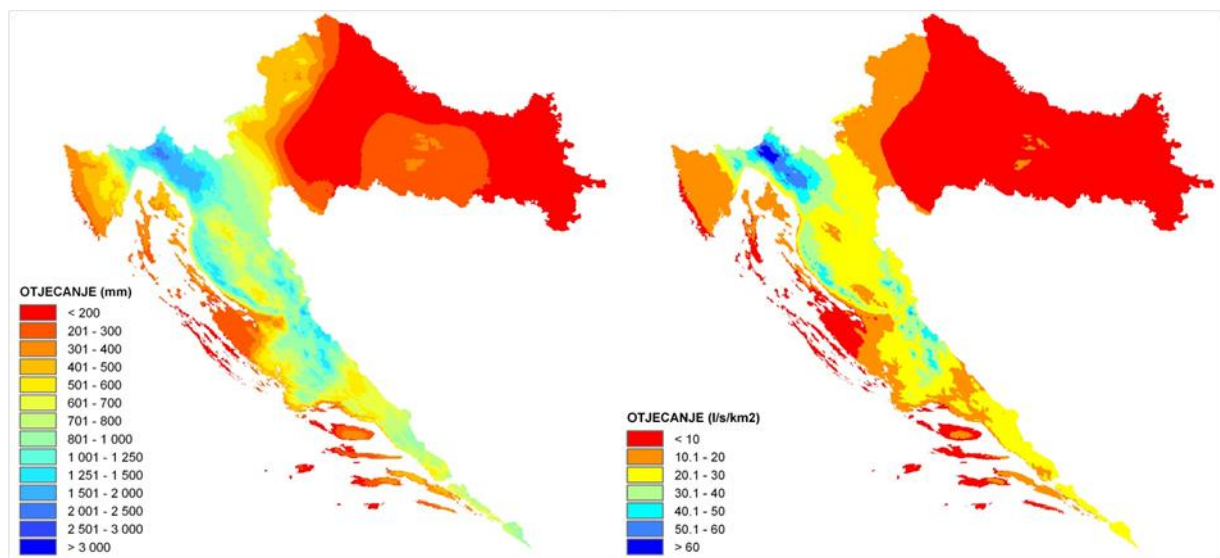 OTJECANJE (mm)
< 200
201 - 300
301 - 400
401 - 500
501 - 600
601 - 700
701 - 800
801 - 1 000
1 001 - 1 250
1 251 - 1 500
1 501 - 2 000
2 001 - 2 500
2 501 - 3 000
> 3 000
OTJECANJE (l/s/km2)
< 10
10.1 - 20
20.1 - 30
30.1 - 40
40.1 - 50
50.1 - 60
> 60